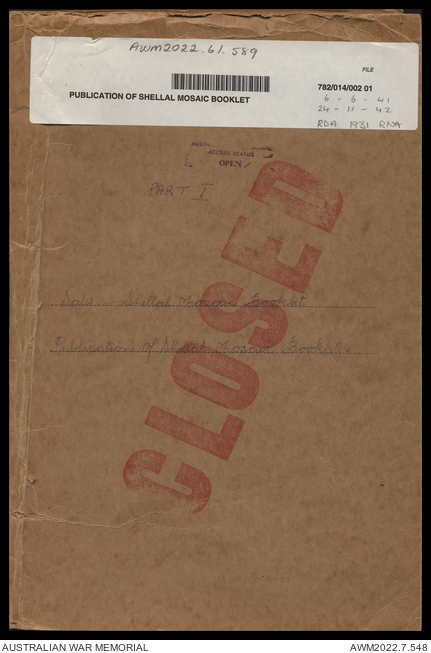 AWM2022.61.589
FILE
PUBLICATION OF SHELLAL MOSAIC BOOKLET
782/014/002 01
6 - 6 - 41
24 - 11 - 42
RDA 1931 RNA
ACCESS STATUS
OPEN
PART I
CLOSED
Sale Shellal Mosaic Booklet
Publication of Shellal Mosaic Booklet.
AUSTRALIAN WAR MEMORIAL
AWM2022.7.548